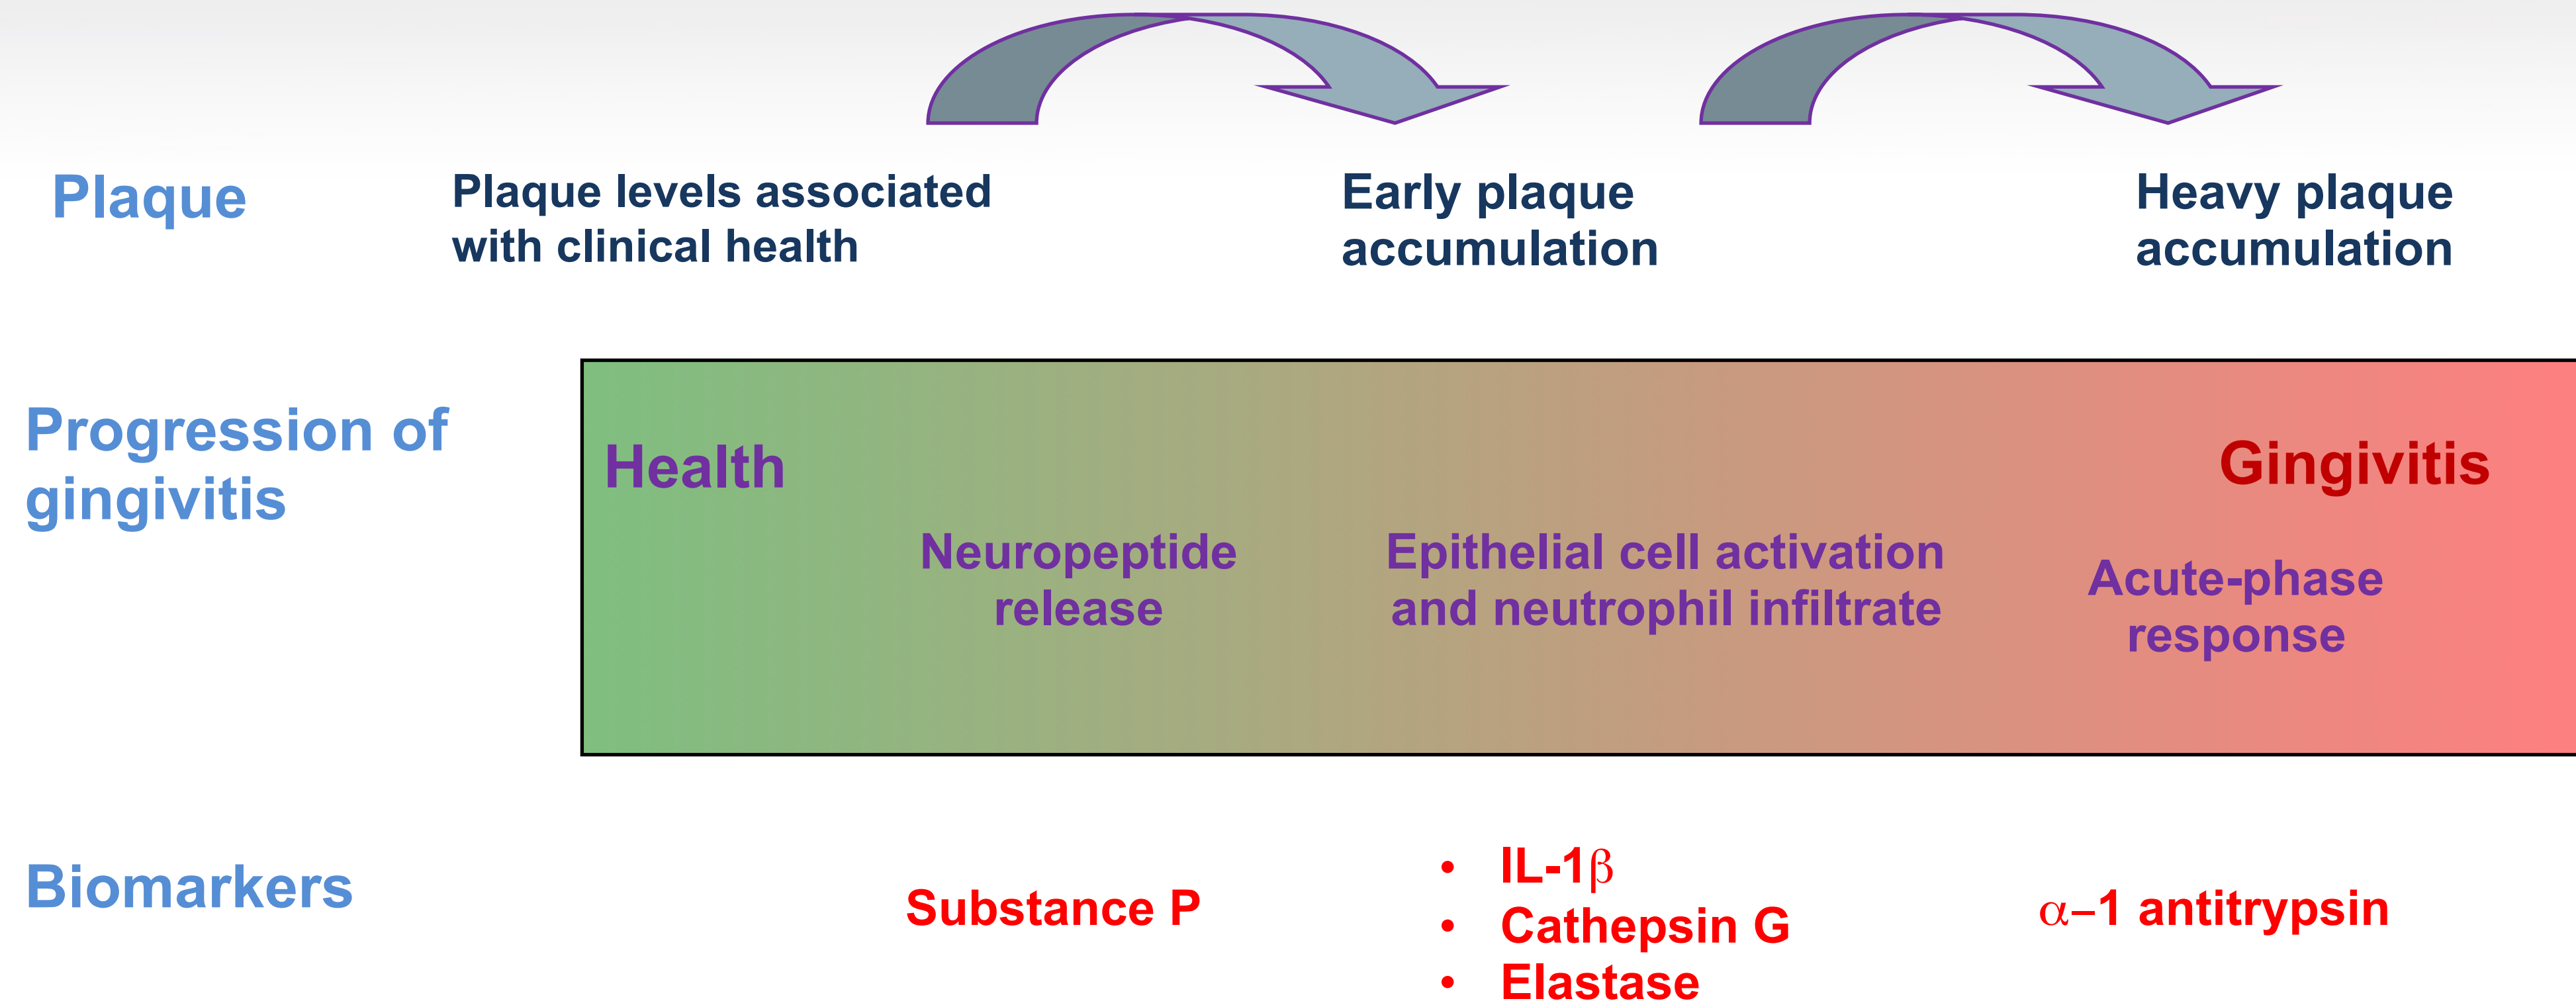 Plaque
Plaque levels associated
with clinical health
Early plaque
accumulation
Heavy plaque
accumulation
Progression of
gingivitis
Health
Gingivitis
Neuropeptide
release
Epithelial cell activation
and neutrophil infiltrate
Acute-phase
response
Biomarkers
Substance P
• IL-1β
• Cathepsin G
• Elastase
α−1 antitrypsin